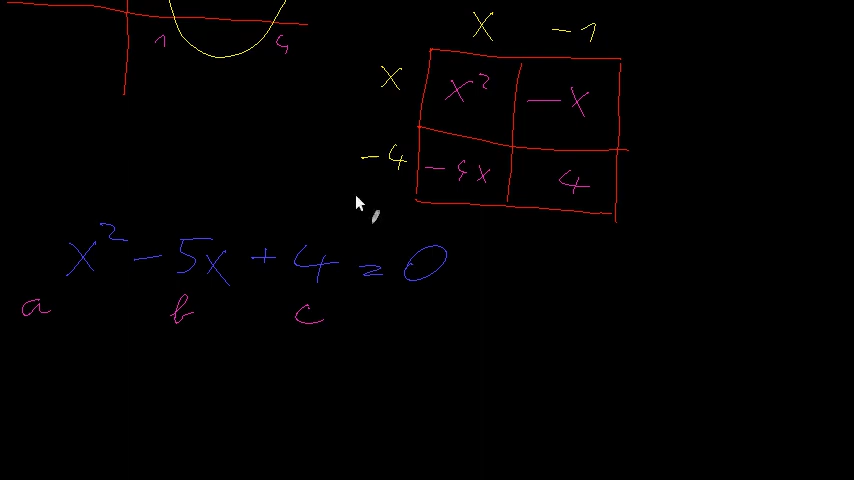 1 4
x -1
x x² -x
-4 -4x 4
x² - 5x + 4 = 0
a b c